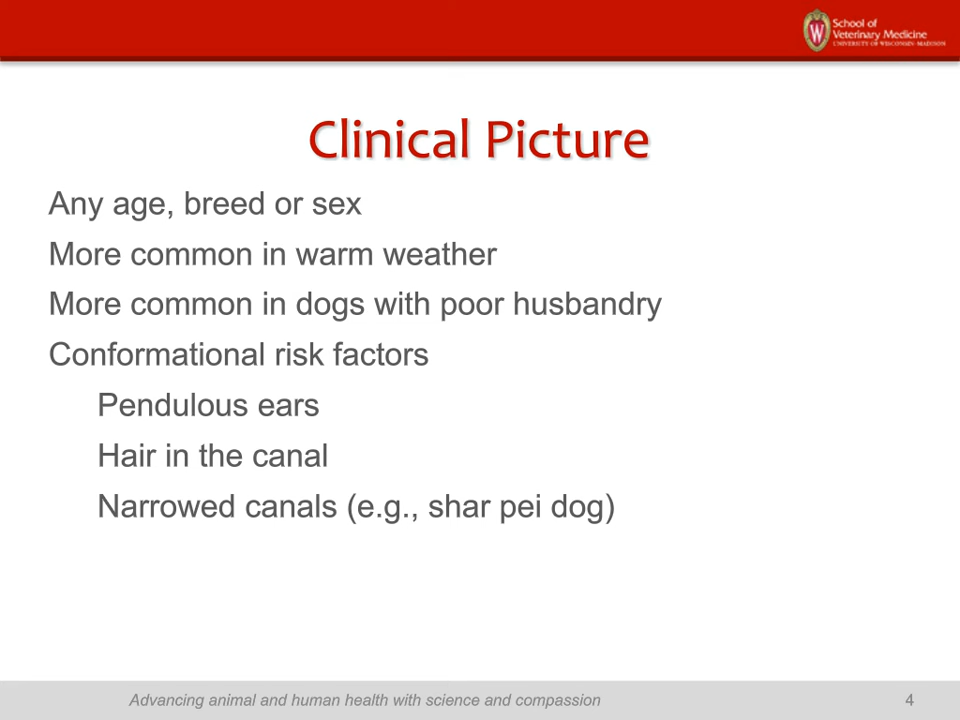 School of
Veterinary Medicine
UNIVERSITY OF WISCONSIN-MADISON
Clinical Picture
Any age, breed or sex
More common in warm weather
More common in dogs with poor husbandry
Conformational risk factors
Pendulous ears
Hair in the canal
Narrowed canals (e.g., shar pei dog)
Advancing animal and human health with science and compassion
4